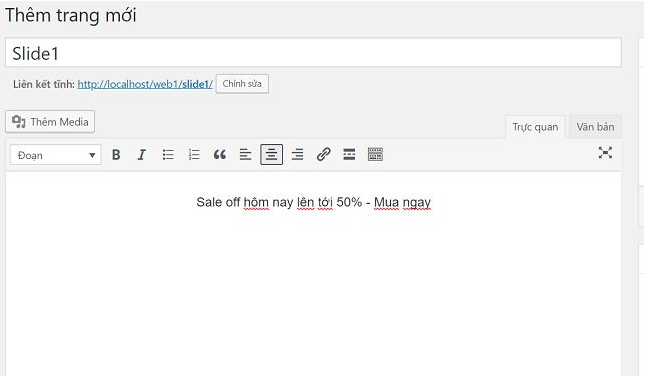 Thêm trang mới
Slide1
Liên kết tĩnh: http://localhost/web1/slide1/ Chỉnh sửa
Thêm Media
Trực quan Văn bản
Đoạn B I
Sale off hôm nay lên tới 50% - Mua ngay